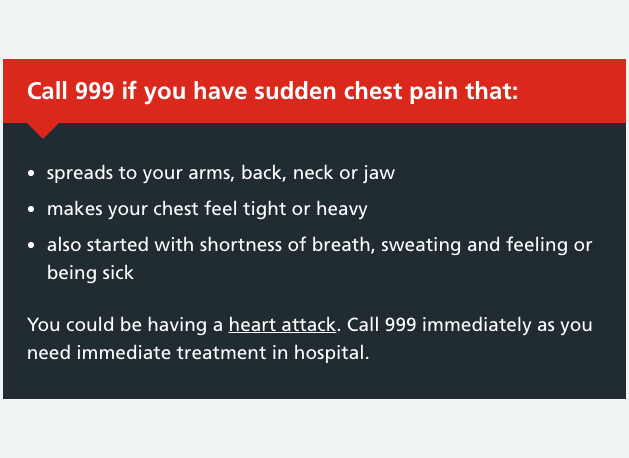 Call 999 if you have sudden chest pain that:
• spreads to your arms, back, neck or jaw
• makes your chest feel tight or heavy
• also started with shortness of breath, sweating and feeling or
being sick
You could be having a heart attack. Call 999 immediately as you
need immediate treatment in hospital.